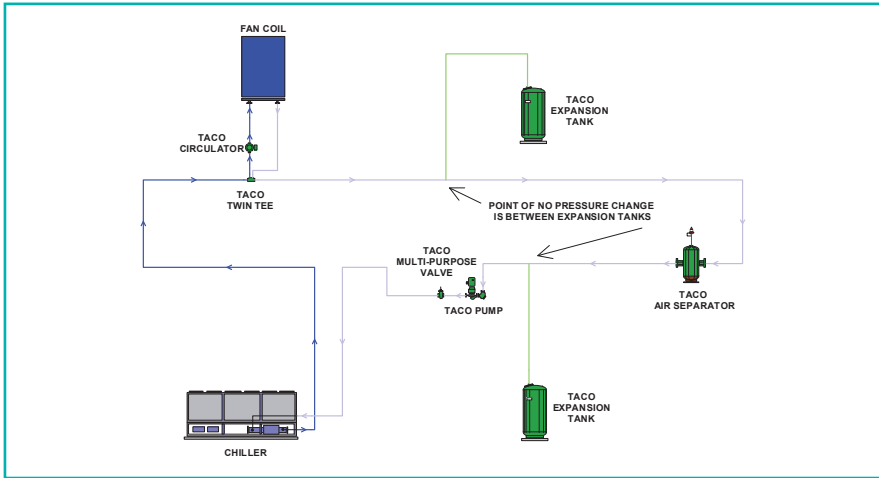 FAN COIL
TACO
EXPANSION
TANK
TACO
CIRCULATOR
TACO
TWIN TEE
POINT OF NO PRESSURE CHANGE
IS BETWEEN EXPANSION TANKS
TACO
MULTI-PURPOSE
VALVE
TACO PUMP
TACO
AIR SEPARATOR
TACO
EXPANSION
TANK
CHILLER